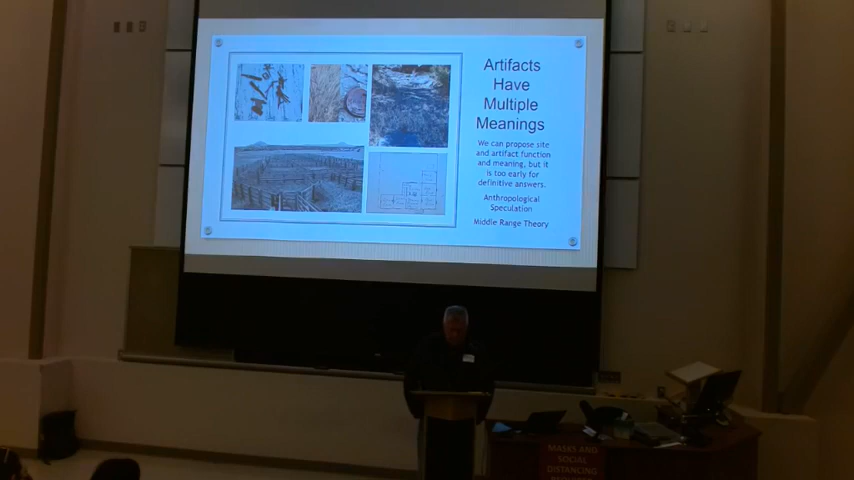 Artifacts
Have
Multiple
Meanings
We can propose site
and artifact function
and meaning, but it
is too early for
definitive answers.
Anthropological
Speculation
Middle Range Theory
MASKS AND
SOCIAL
DISTANCING